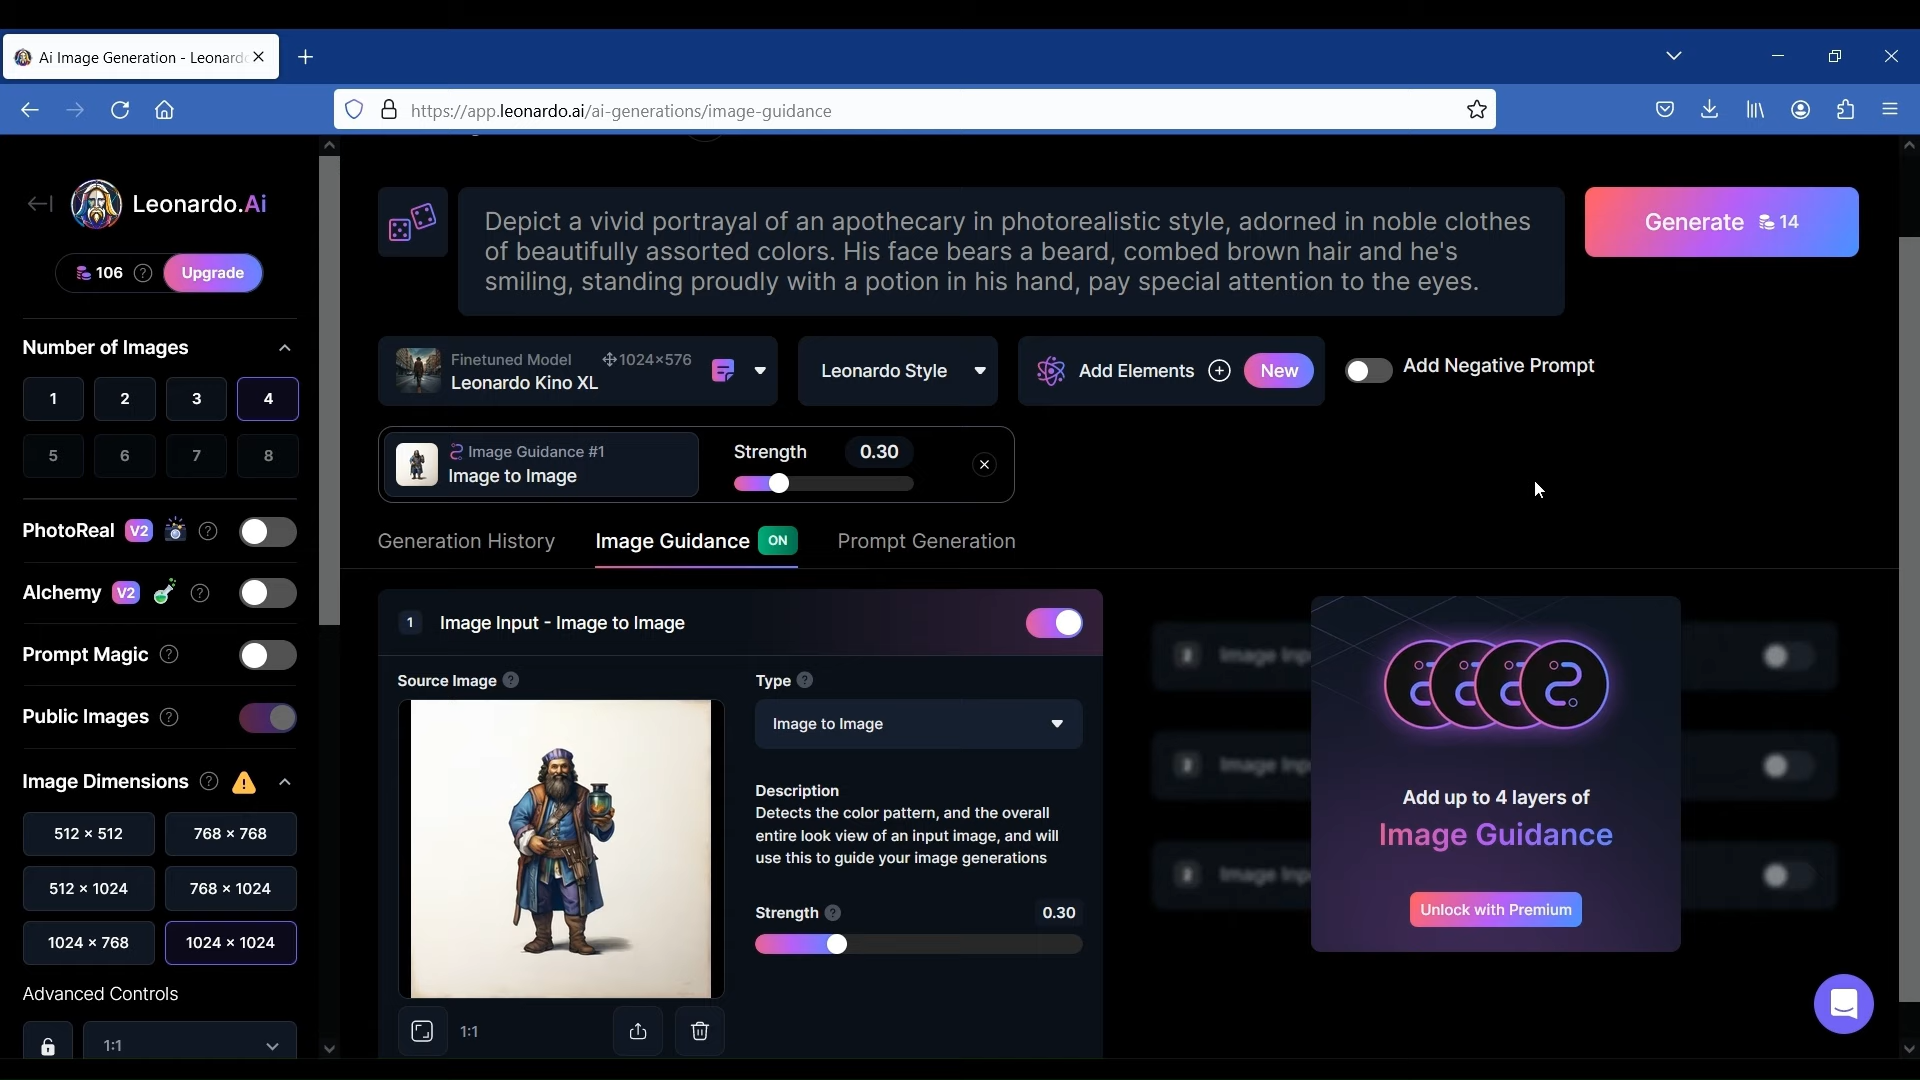 Ai Image Generation - Leonard
https://app.leonardo.ai/ai-generations/image-guidance
Leonardo.Ai
106
Upgrade
Number of Images
1 2 3 4
5 6 7 8
PhotoReal V2
Alchemy V2
Prompt Magic
Public Images
Image Dimensions
512 × 512 768 × 768
512 × 1024 768 × 1024
1024 × 768 1024 × 1024
Advanced Controls
1:1
Depict a vivid portrayal of an apothecary in photorealistic style, adorned in noble clothes
of beautifully assorted colors. His face bears a beard, combed brown hair and he's
smiling, standing proudly with a potion in his hand, pay special attention to the eyes.
Generate 14
Finetuned Model 1024×576
Leonardo Kino XL
Leonardo Style
Add Elements New
Add Negative Prompt
Image Guidance #1
Image to Image
Strength 0.30
Generation History Image Guidance ON Prompt Generation
1 Image Input - Image to Image
Source Image
1:1
Type
Image to Image
Description
Detects the color pattern, and the overall
entire look view of an input image, and will
use this to guide your image generations
Strength 0.30
2 Image Inp
2 Image Inp
2 Image Inp
Add up to 4 layers of
Image Guidance
Unlock with Premium